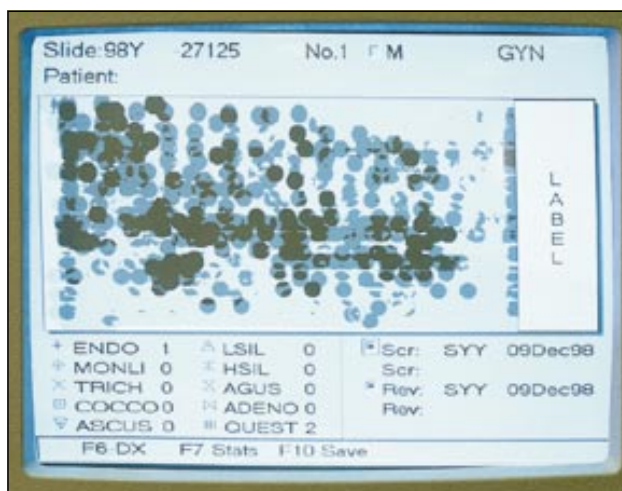 Slide:98Y 27125 No.1 F M GYN
Patient:
LABEL
ENDO 1 LSIL 0 Scr: SYY 09Dec98
MONLI 0 HSIL 0 Scr:
TRICH 0 AGUS 0 Rev: SYY 09Dec98
COCCO 0 ADENO 0 Rev:
ASCUS 0 QUEST 2
F6-DX F7 Stats F10-Save